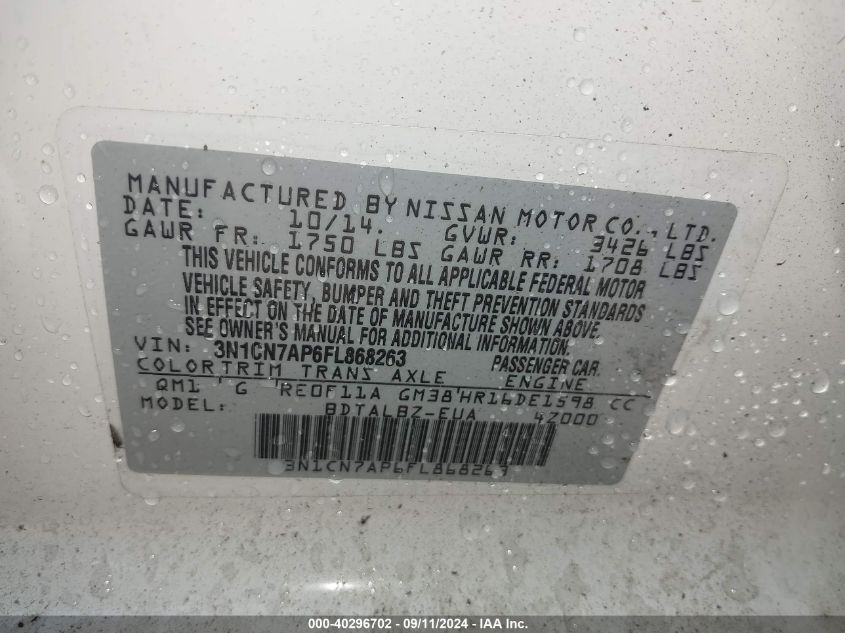 MANUFACTURED BY NISSAN MOTOR CO., LTD.
DATE: 10/14. GVWR: 3426 LBS
GAWR FR: 1750 LBS GAWR RR: 1708 LBS
THIS VEHICLE CONFORMS TO ALL APPLICABLE FEDERAL MOTOR
VEHICLE SAFETY, BUMPER AND THEFT PREVENTION STANDARDS
IN EFFECT ON THE DATE OF MANUFACTURE SHOWN ABOVE.
SEE OWNER'S MANUAL FOR ADDITIONAL INFORMATION.
VIN: 3N1CN7AP6FL868263 PASSENGER CAR.
COLOR TRIM TRANS AXLE ENGINE
QM1 G RE0F11A GM38 HR16DE1598 CC
BDTALBZ-EUA 4Z000
3N1CN7AP6FL868263
000-40296702 - 09/11/2024 - IAA Inc.